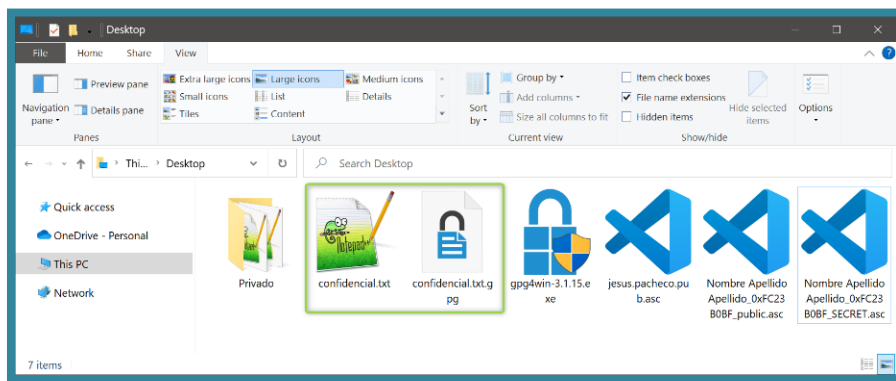 Desktop
File Home Share View
Preview pane Extra large icons Large icons Medium icons Group by Item check boxes
Navigation pane Details pane Small icons List Details Sort by Add columns File name extensions Hide selected items Options
Tiles Content Size all columns to fit Hidden items
Panes Layout Current view Show/hide
Thi... Desktop Search Desktop
Quick access
OneDrive - Personal
This PC
Network
Notepad++
Privado confidencial.txt confidencial.txt.g gpg4win-3.1.15.e jesus.pacheco.pu Nombre Apellido Nombre Apellido
pg xe b.asc Apellido_0xFC23 Apellido_0xFC23
B0BF_public.asc B0BF_SECRET.asc
7 items